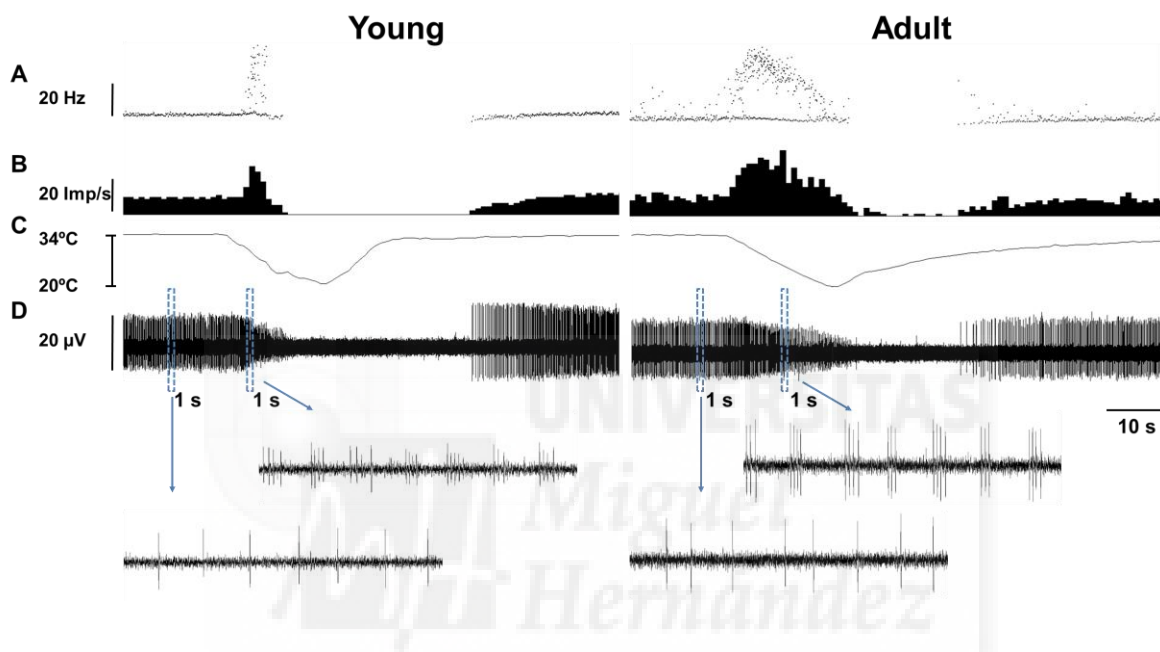 Young Adult
A
20 Hz
B
20 Imp/s
C
34ºC
20ºC
D
20 µV
1 s 1 s 1 s 1 s
10 s
UNIVERSITAS
Miguel
Hernández